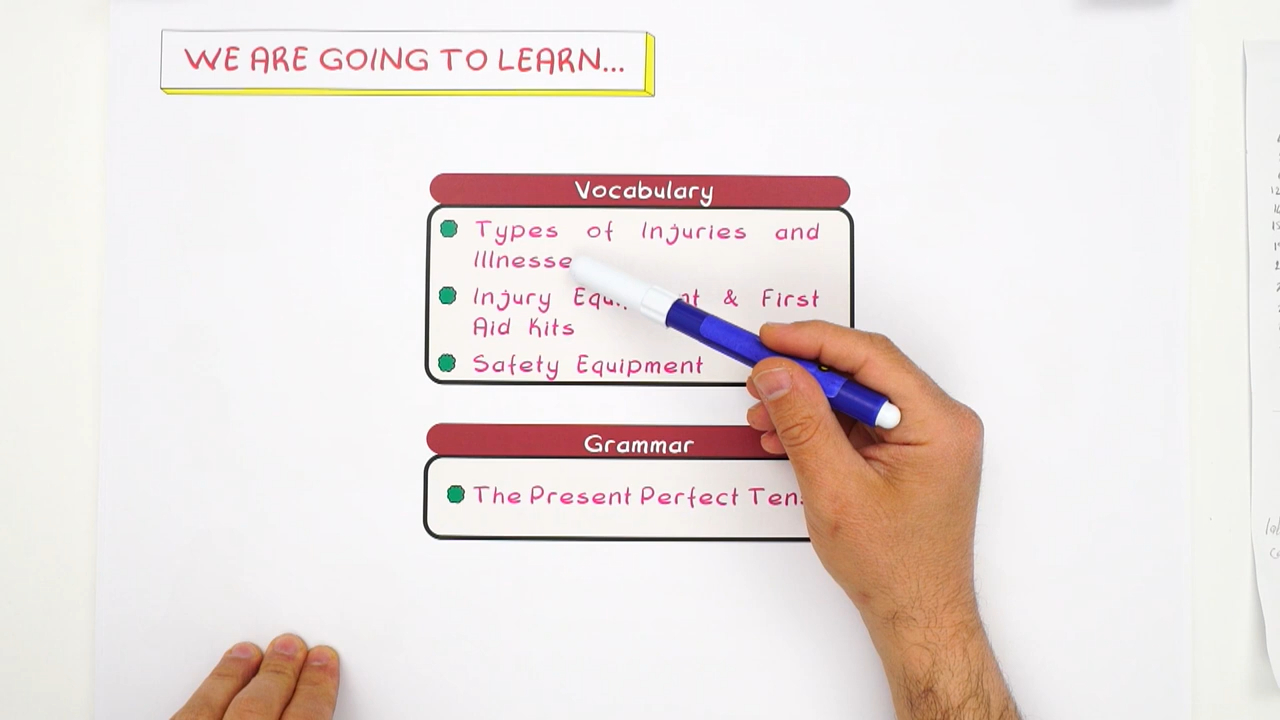 WE ARE GOING TO LEARN...
Vocabulary
Types of Injuries and
Illnesse
Injury & First
Aid Kits
Safety Equipment
Grammar
The Present Perfect